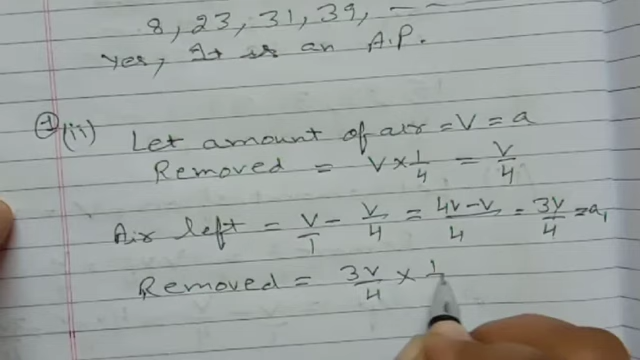 8, 23, 31, 39, - -
Yes, It is an A.P.
(ii) Let amount of air = V = a
Removed = V × 1/4 = V/4
Air left = V/1 - V/4 = 4V-V/4 = 3V/4 = a₁
Removed = 3V/4 × 1